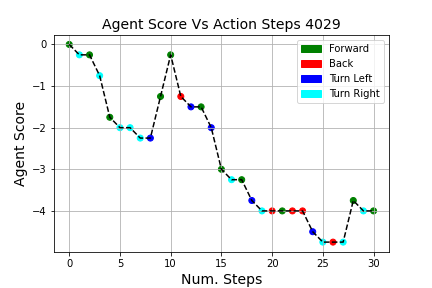 Agent Score Vs Action Steps 4029
Agent Score
0
−1
−2
−3
−4
Forward
Back
Turn Left
Turn Right
0 5 10 15 20 25 30
Num. Steps